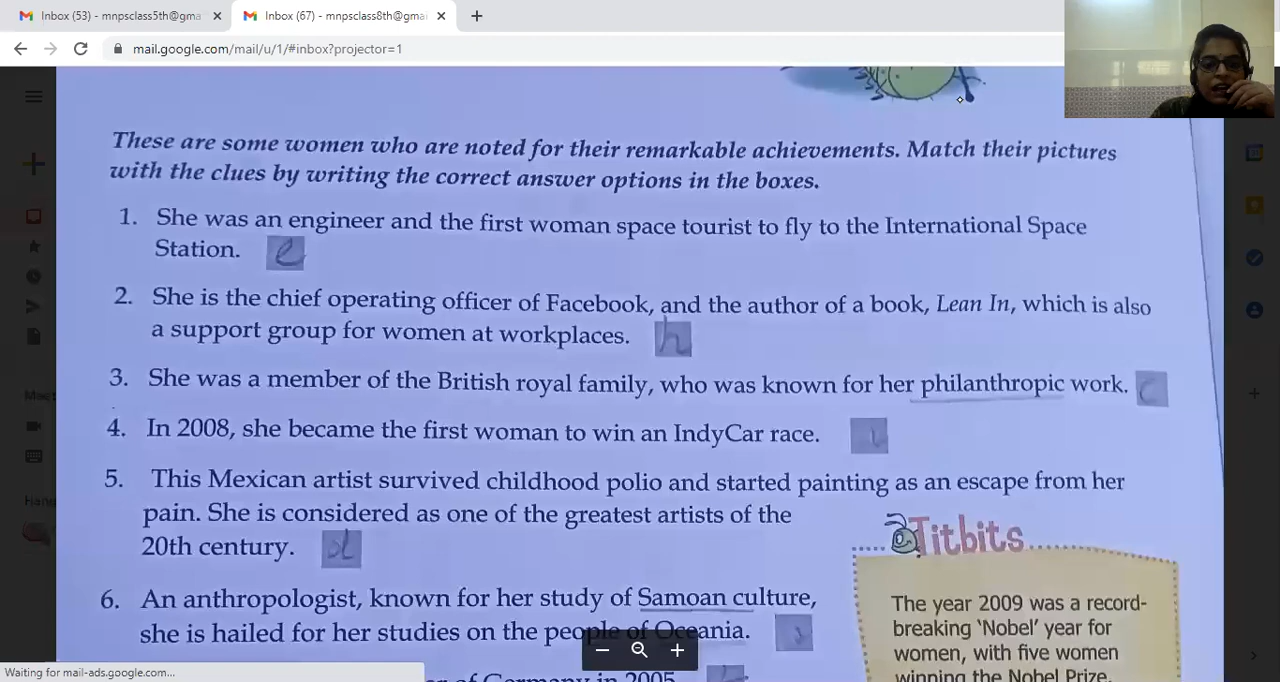 Inbox (53) - mnpsclass5th@gma
Inbox (67) - mnpsclass8th@gmai
mail.google.com/mail/u/1/#inbox?projector=1
These are some women who are noted for their remarkable achievements. Match their pictures
with the clues by writing the correct answer options in the boxes.
1. She was an engineer and the first woman space tourist to fly to the International Space
Station. e
2. She is the chief operating officer of Facebook, and the author of a book, Lean In, which is also
a support group for women at workplaces. h
3. She was a member of the British royal family, who was known for her philanthropic work. c
4. In 2008, she became the first woman to win an IndyCar race. i
5. This Mexican artist survived childhood polio and started painting as an escape from her
pain. She is considered as one of the greatest artists of the
20th century. d
6. An anthropologist, known for her study of Samoan culture,
she is hailed for her studies on the people of Oceania.
of Germany in 2005
Titbits
The year 2009 was a record-
breaking 'Nobel' year for
women, with five women
winning the Nobel Prize.
Waiting for mail-ads.google.com...